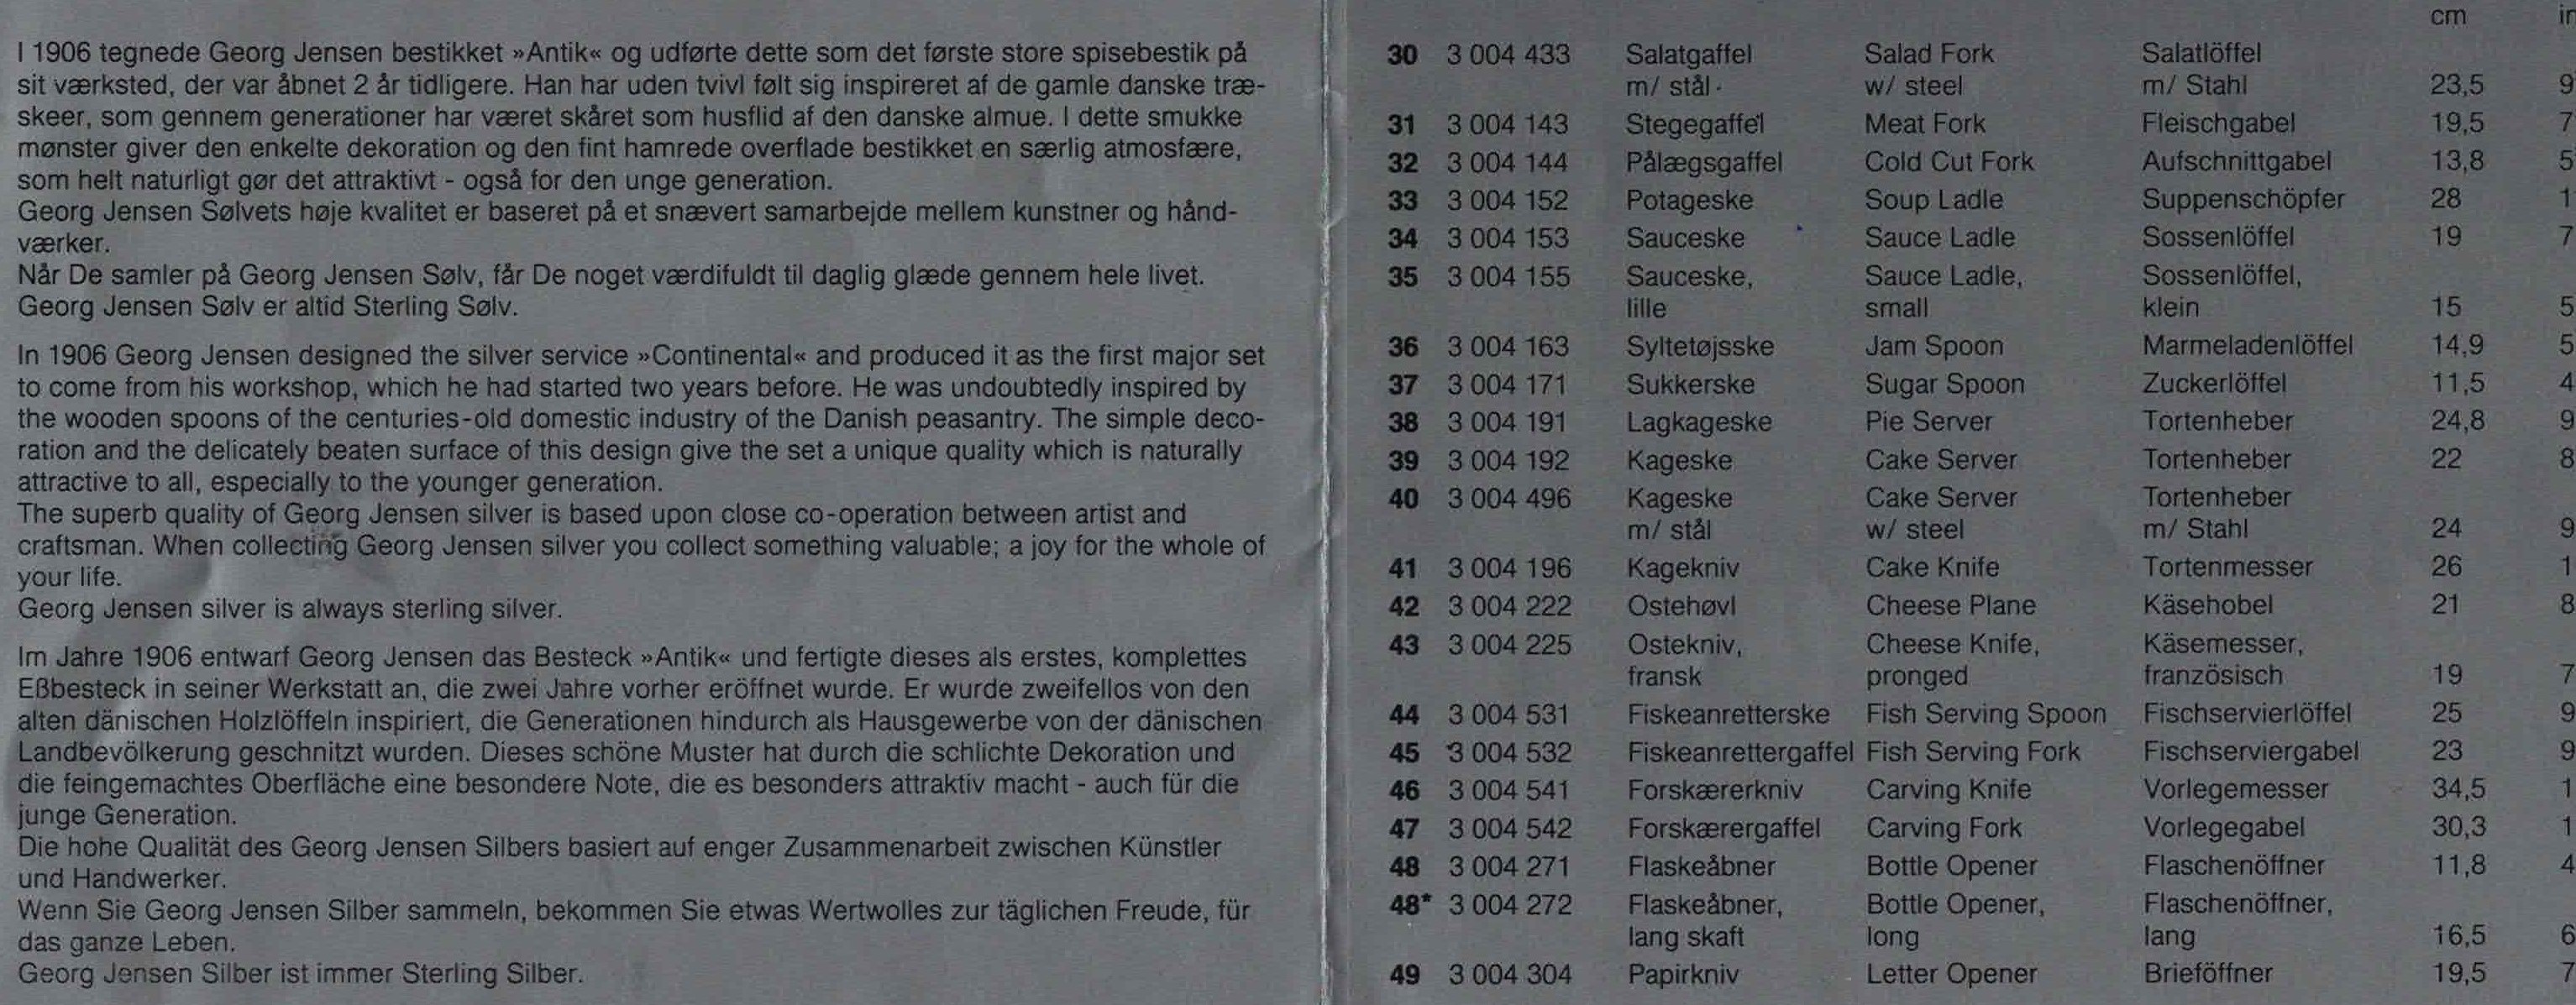 I 1906 tegnede Georg Jensen bestikket »Antik« og udførte dette som det første store spisebestik på
sit værksted, der var åbnet 2 år tidligere. Han har uden tvivl følt sig inspireret af de gamle danske træ-
skeer, som gennem generationer har været skåret som husflid af den danske almue. I dette smukke
mønster giver den enkelte dekoration og den fint hamrede overflade bestikket en særlig atmosfære,
som helt naturligt gør det attraktivt - også for den unge generation.
Georg Jensen Sølvets høje kvalitet er baseret på et snævert samarbejde mellem kunstner og hånd-
værker.
Når De samler på Georg Jensen Sølv, får De noget værdifuldt til daglig glæde gennem hele livet.
Georg Jensen Sølv er altid Sterling Sølv.
In 1906 Georg Jensen designed the silver service »Continental« and produced it as the first major set
to come from his workshop, which he had started two years before. He was undoubtedly inspired by
the wooden spoons of the centuries-old domestic industry of the Danish peasantry. The simple deco-
ration and the delicately beaten surface of this design give the set a unique quality which is naturally
attractive to all, especially to the younger generation.
The superb quality of Georg Jensen silver is based upon close co-operation between artist and
craftsman. When collecting Georg Jensen silver you collect something valuable; a joy for the whole of
your life.
Georg Jensen silver is always sterling silver.
Im Jahre 1906 entwarf Georg Jensen das Besteck »Antik« und fertigte dieses als erstes, komplettes
Eßbesteck in seiner Werkstatt an, die zwei Jahre vorher eröffnet wurde. Er wurde zweifellos von den
alten dänischen Holzlöffeln inspiriert, die Generationen hindurch als Hausgewerbe von der dänischen
Landbevölkerung geschnitzt wurden. Dieses schöne Muster hat durch die schlichte Dekoration und
die feingemachtes Oberfläche eine besondere Note, die es besonders attraktiv macht - auch für die
junge Generation.
Die hohe Qualität des Georg Jensen Silbers basiert auf enger Zusammenarbeit zwischen Künstler
und Handwerker.
Wenn Sie Georg Jensen Silber sammeln, bekommen Sie etwas Wertwolles zur täglichen Freude, für
das ganze Leben.
Georg Jensen Silber ist immer Sterling Silber.
cm
30 3 004 433 Salatgaffel Salad Fork Salatlöffel
m/ stål w/ steel m/ Stahl 23,5 9
31 3 004 143 Stegegaffel Meat Fork Fleischgabel 19,5 7
32 3 004 144 Pålægsgaffel Cold Cut Fork Aufschnittgabel 13,8 5
33 3 004 152 Potageske Soup Ladle Suppenschöpfer 28 1
34 3 004 153 Sauceske Sauce Ladle Sossenlöffel 19 7
35 3 004 155 Sauceske, Sauce Ladle, Sossenlöffel,
lille small klein 15 5
36 3 004 163 Syltetøjsske Jam Spoon Marmeladenlöffel 14,9 5
37 3 004 171 Sukkerske Sugar Spoon Zuckerlöffel 11,5 4
38 3 004 191 Lagkageske Pie Server Tortenheber 24,8 9
39 3 004 192 Kageske Cake Server Tortenheber 22 8
40 3 004 496 Kageske Cake Server Tortenheber
m/ stål w/ steel m/ Stahl 24 9
41 3 004 196 Kagekniv Cake Knife Tortenmesser 26 1
42 3 004 222 Ostehøvl Cheese Plane Käsehobel 21 8
43 3 004 225 Ostekniv, Cheese Knife, Käsemesser,
fransk pronged französisch 19 7
44 3 004 531 Fiskeanretterske Fish Serving Spoon Fischservierlöffel 25 9
45 3 004 532 Fiskeanrettergaffel Fish Serving Fork Fischserviergabel 23 9
46 3 004 541 Forskærerkniv Carving Knife Vorlegemesser 34,5 1
47 3 004 542 Forskærergaffel Carving Fork Vorlegegabel 30,3 1
48 3 004 271 Flaskeåbner Bottle Opener Flaschenöffner 11,8 4
48* 3 004 272 Flaskeåbner, Bottle Opener, Flaschenöffner,
lang skaft long lang 16,5 6
49 3 004 304 Papirkniv Letter Opener Brieföffner 19,5 7